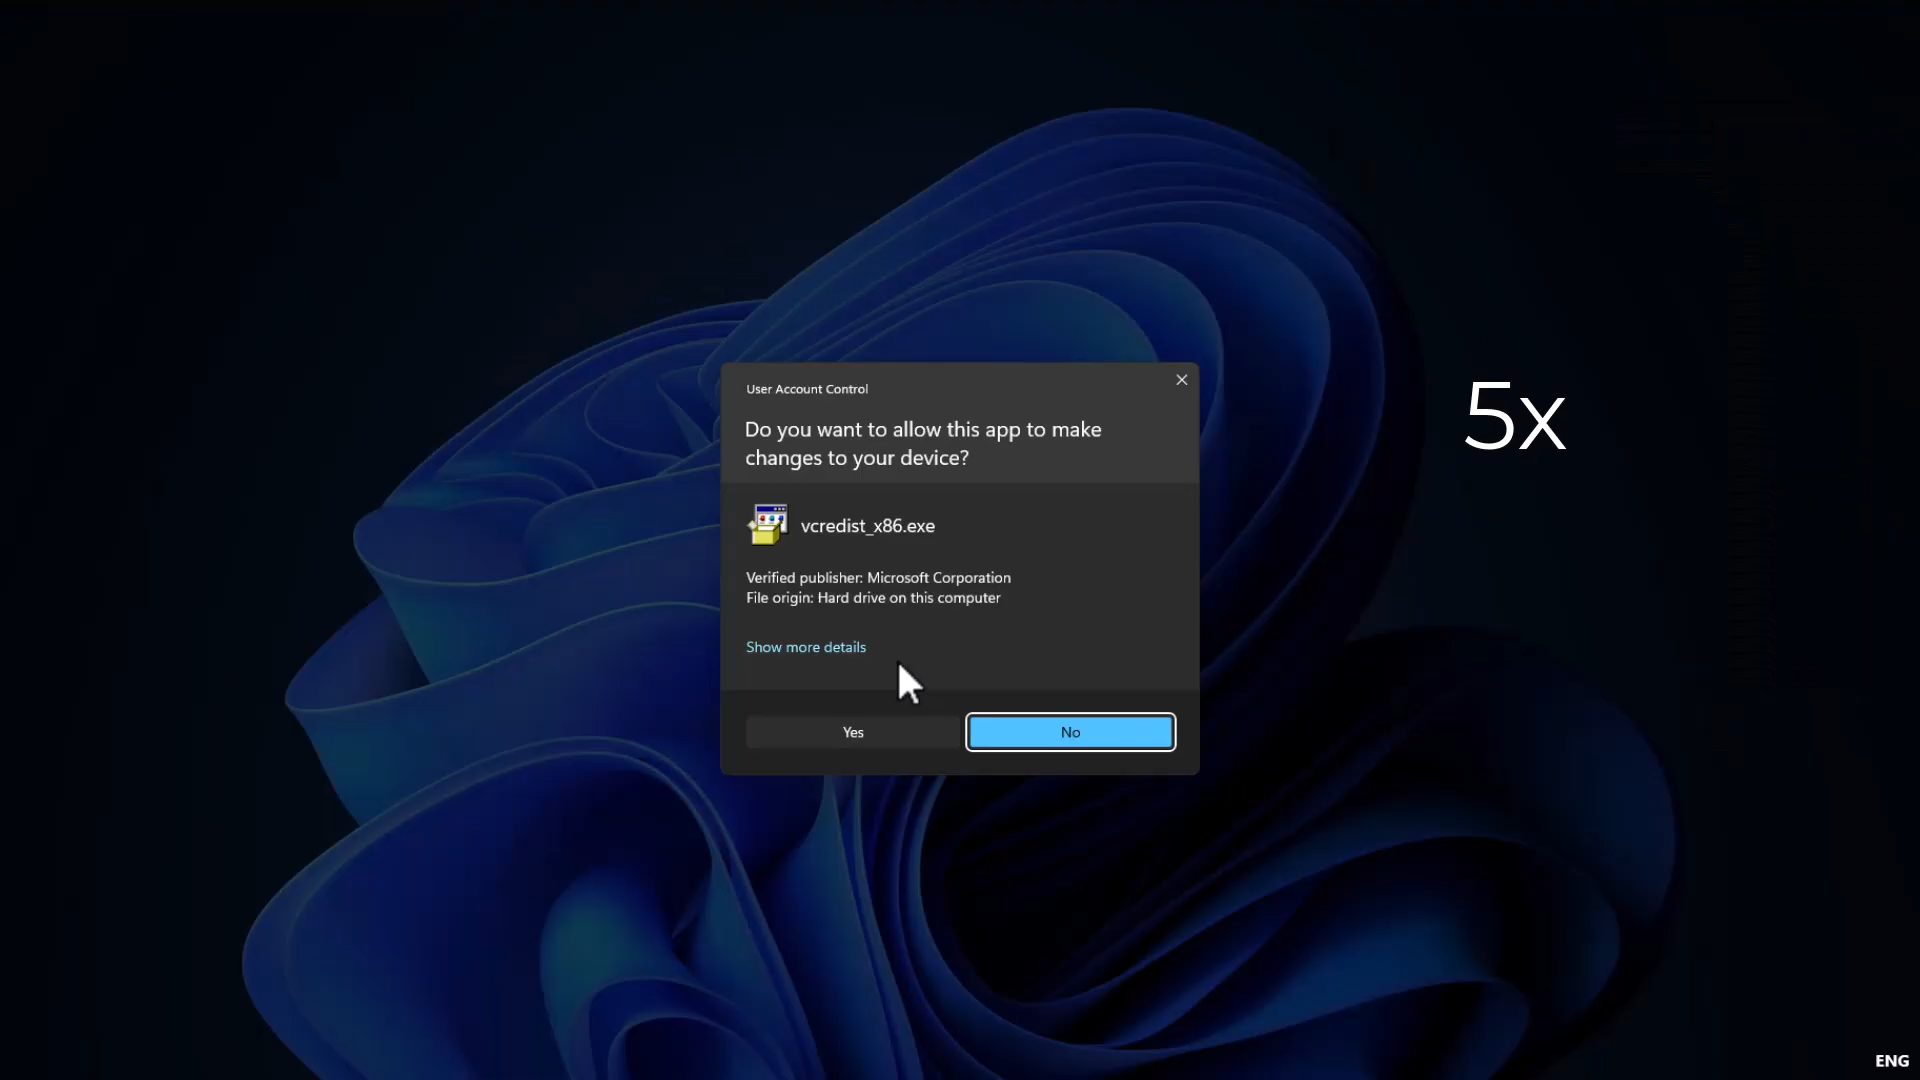 User Account Control
Do you want to allow this app to make
changes to your device?
5x
vcredist_x86.exe
Verified publisher: Microsoft Corporation
File origin: Hard drive on this computer
Show more details
Yes
No
ENG